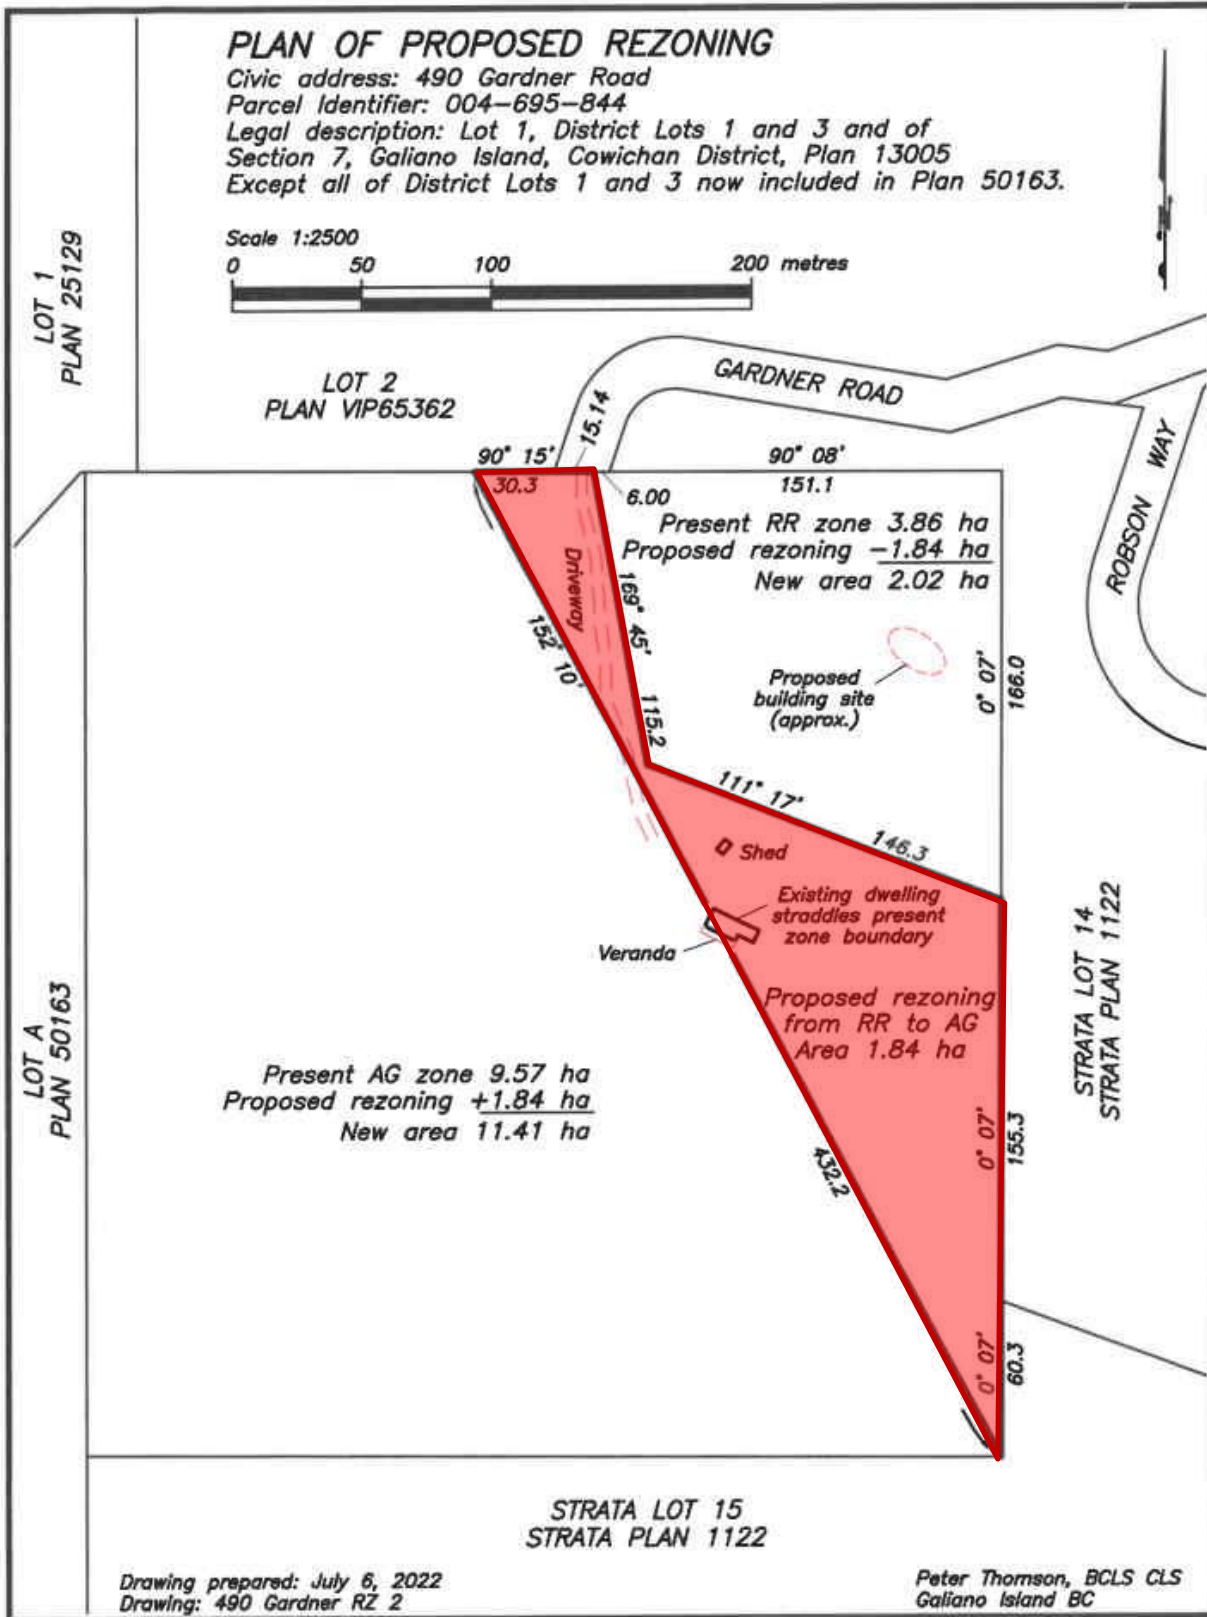 PLAN OF PROPOSED REZONING
Civic address: 490 Gardner Road
Parcel Identifier: 004-695-844
Legal description: Lot 1, District Lots 1 and 3 and of
Section 7, Galiano Island, Cowichan District, Plan 13005
Except all of District Lots 1 and 3 now included in Plan 50163.
Scale 1:2500
0 50 100 200 metres
LOT 1
PLAN 25129
LOT 2
PLAN VIP65362
GARDNER ROAD
ROBSON WAY
15.14
90° 15'
30.3
6.00
90° 08'
151.1
Present RR zone 3.86 ha
Proposed rezoning -1.84 ha
New area 2.02 ha
Driveway
169° 45'
115.2
152° 10'
Proposed
building site
(approx.)
0° 07'
166.0
111° 17'
146.3
Shed
Existing dwelling
straddles present
zone boundary
Veranda
Proposed rezoning
from RR to AG
Area 1.84 ha
STRATA LOT 14
STRATA PLAN 1122
LOT A
PLAN 50163
Present AG zone 9.57 ha
Proposed rezoning +1.84 ha
New area 11.41 ha
0° 07'
155.3
432.2
0° 07'
60.3
STRATA LOT 15
STRATA PLAN 1122
Drawing prepared: July 6, 2022
Drawing: 490 Gardner RZ 2
Peter Thomson, BCLS CLS
Galiano Island BC